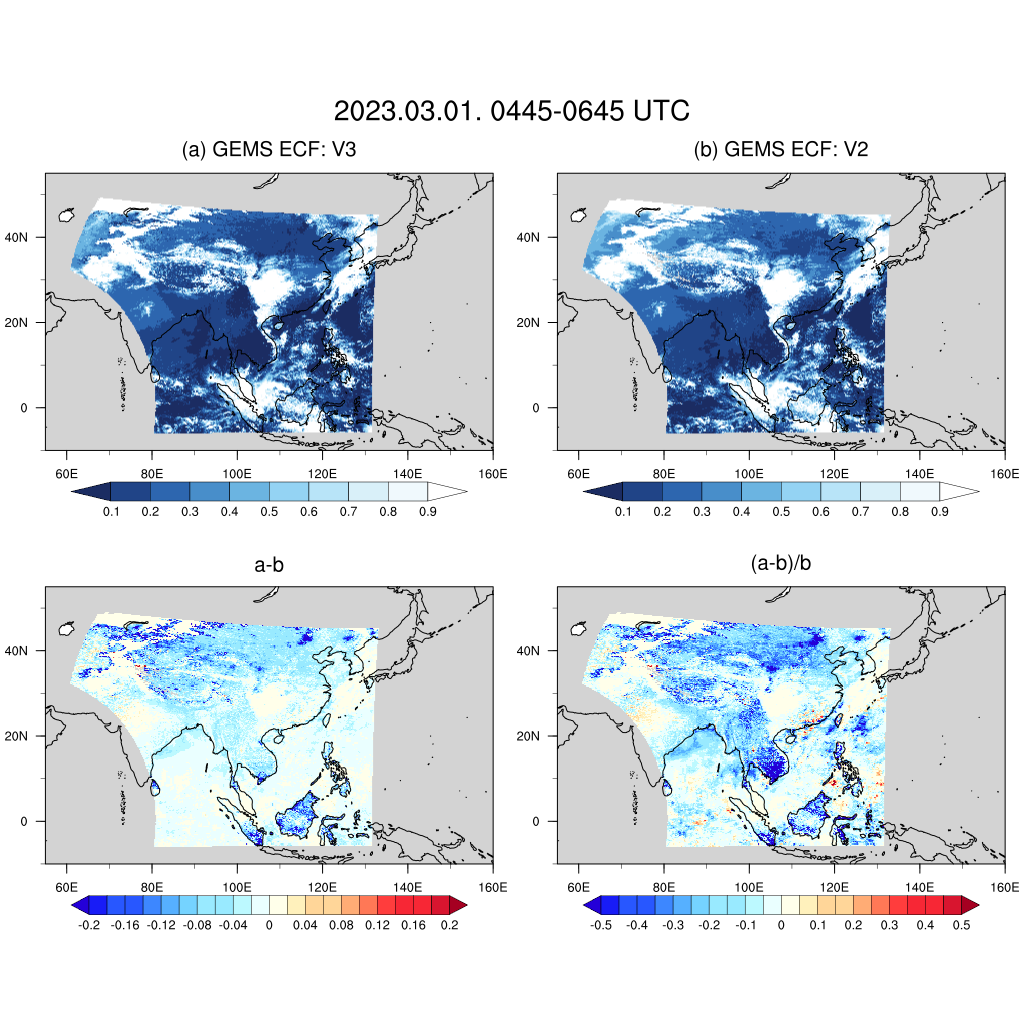 2023.03.01. 0445-0645 UTC
(a) GEMS ECF: V3
(b) GEMS ECF: V2
40N
20N
0
60E 80E 100E 120E 140E 160E
0.1 0.2 0.3 0.4 0.5 0.6 0.7 0.8 0.9
40N
20N
0
60E 80E 100E 120E 140E 160E
0.1 0.2 0.3 0.4 0.5 0.6 0.7 0.8 0.9
a-b
(a-b)/b
40N
20N
0
60E 80E 100E 120E 140E 160E
-0.2 -0.16 -0.12 -0.08 -0.04 0 0.04 0.08 0.12 0.16 0.2
40N
20N
0
60E 80E 100E 120E 140E 160E
-0.5 -0.4 -0.3 -0.2 -0.1 0 0.1 0.2 0.3 0.4 0.5